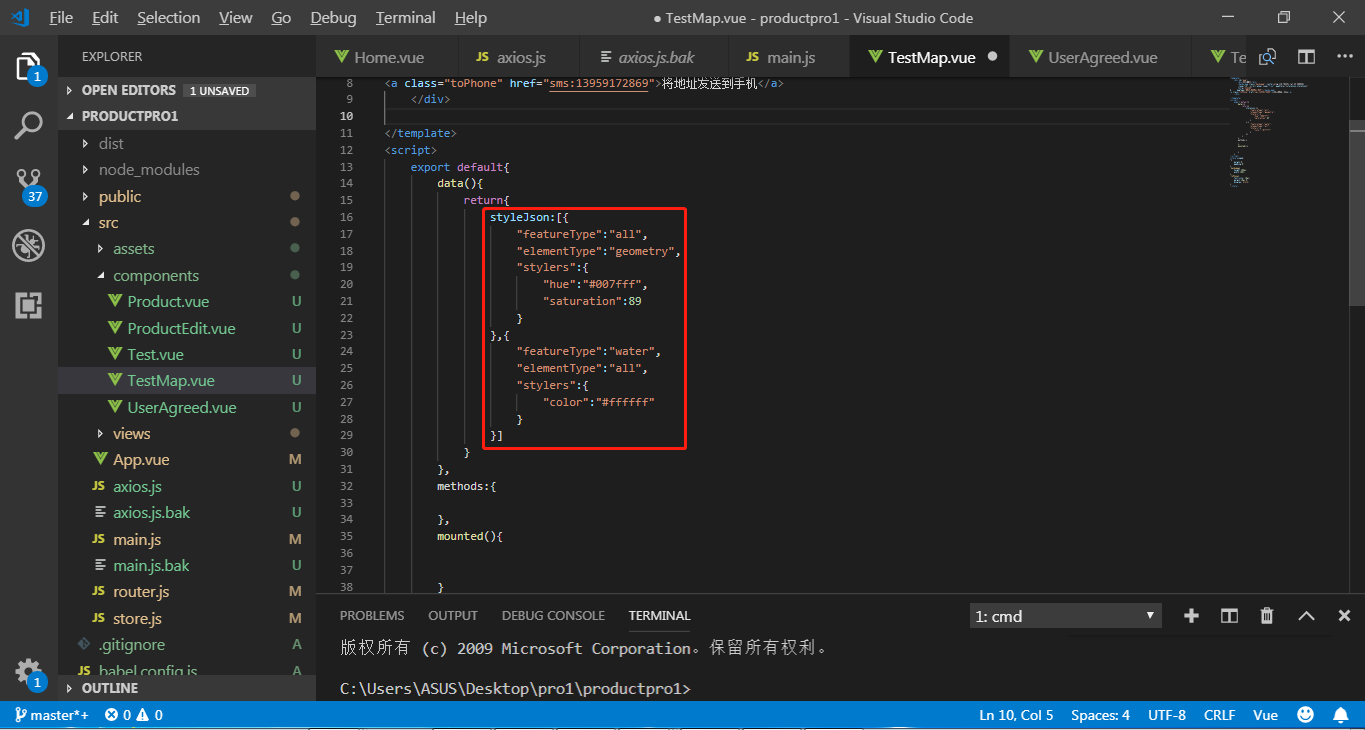 File Edit Selection View Go Debug Terminal Help
● TestMap.vue - productpro1 - Visual Studio Code
EXPLORER
OPEN EDITORS 1 UNSAVED
PRODUCTPRO1
dist
node_modules
public
src
assets
components
Product.vue U
ProductEdit.vue U
Test.vue U
TestMap.vue U
UserAgreed.vue U
views
App.vue M
JS axios.js U
axios.js.bak U
JS main.js M
main.js.bak U
JS router.js M
JS store.js M
.gitignore A
JS babel.config.js A
OUTLINE
1
37
1
Home.vue JS axios.js axios.js.bak JS main.js TestMap.vue UserAgreed.vue Te
8 <a class="toPhone" href="sms:13959172869">将地址发送到手机</a>
9 </div>
10
11 </template>
12 <script>
13 export default{
14 data(){
15 return{
16 styleJson:[{
17 "featureType":"all",
18 "elementType":"geometry",
19 "stylers":{
20 "hue":"#007fff",
21 "saturation":89
22 }
23 },{
24 "featureType":"water",
25 "elementType":"all",
26 "stylers":{
27 "color":"#ffffff"
28 }
29 }]
30 }
31 },
32 methods:{
33
34 },
35 mounted(){
36
37
38 }
PROBLEMS OUTPUT DEBUG CONSOLE TERMINAL 1: cmd
版权所有 (c) 2009 Microsoft Corporation。保留所有权利。
C:\Users\ASUS\Desktop\pro1\productpro1>
master*+ 0 0 Ln 10, Col 5 Spaces: 4 UTF-8 CRLF Vue